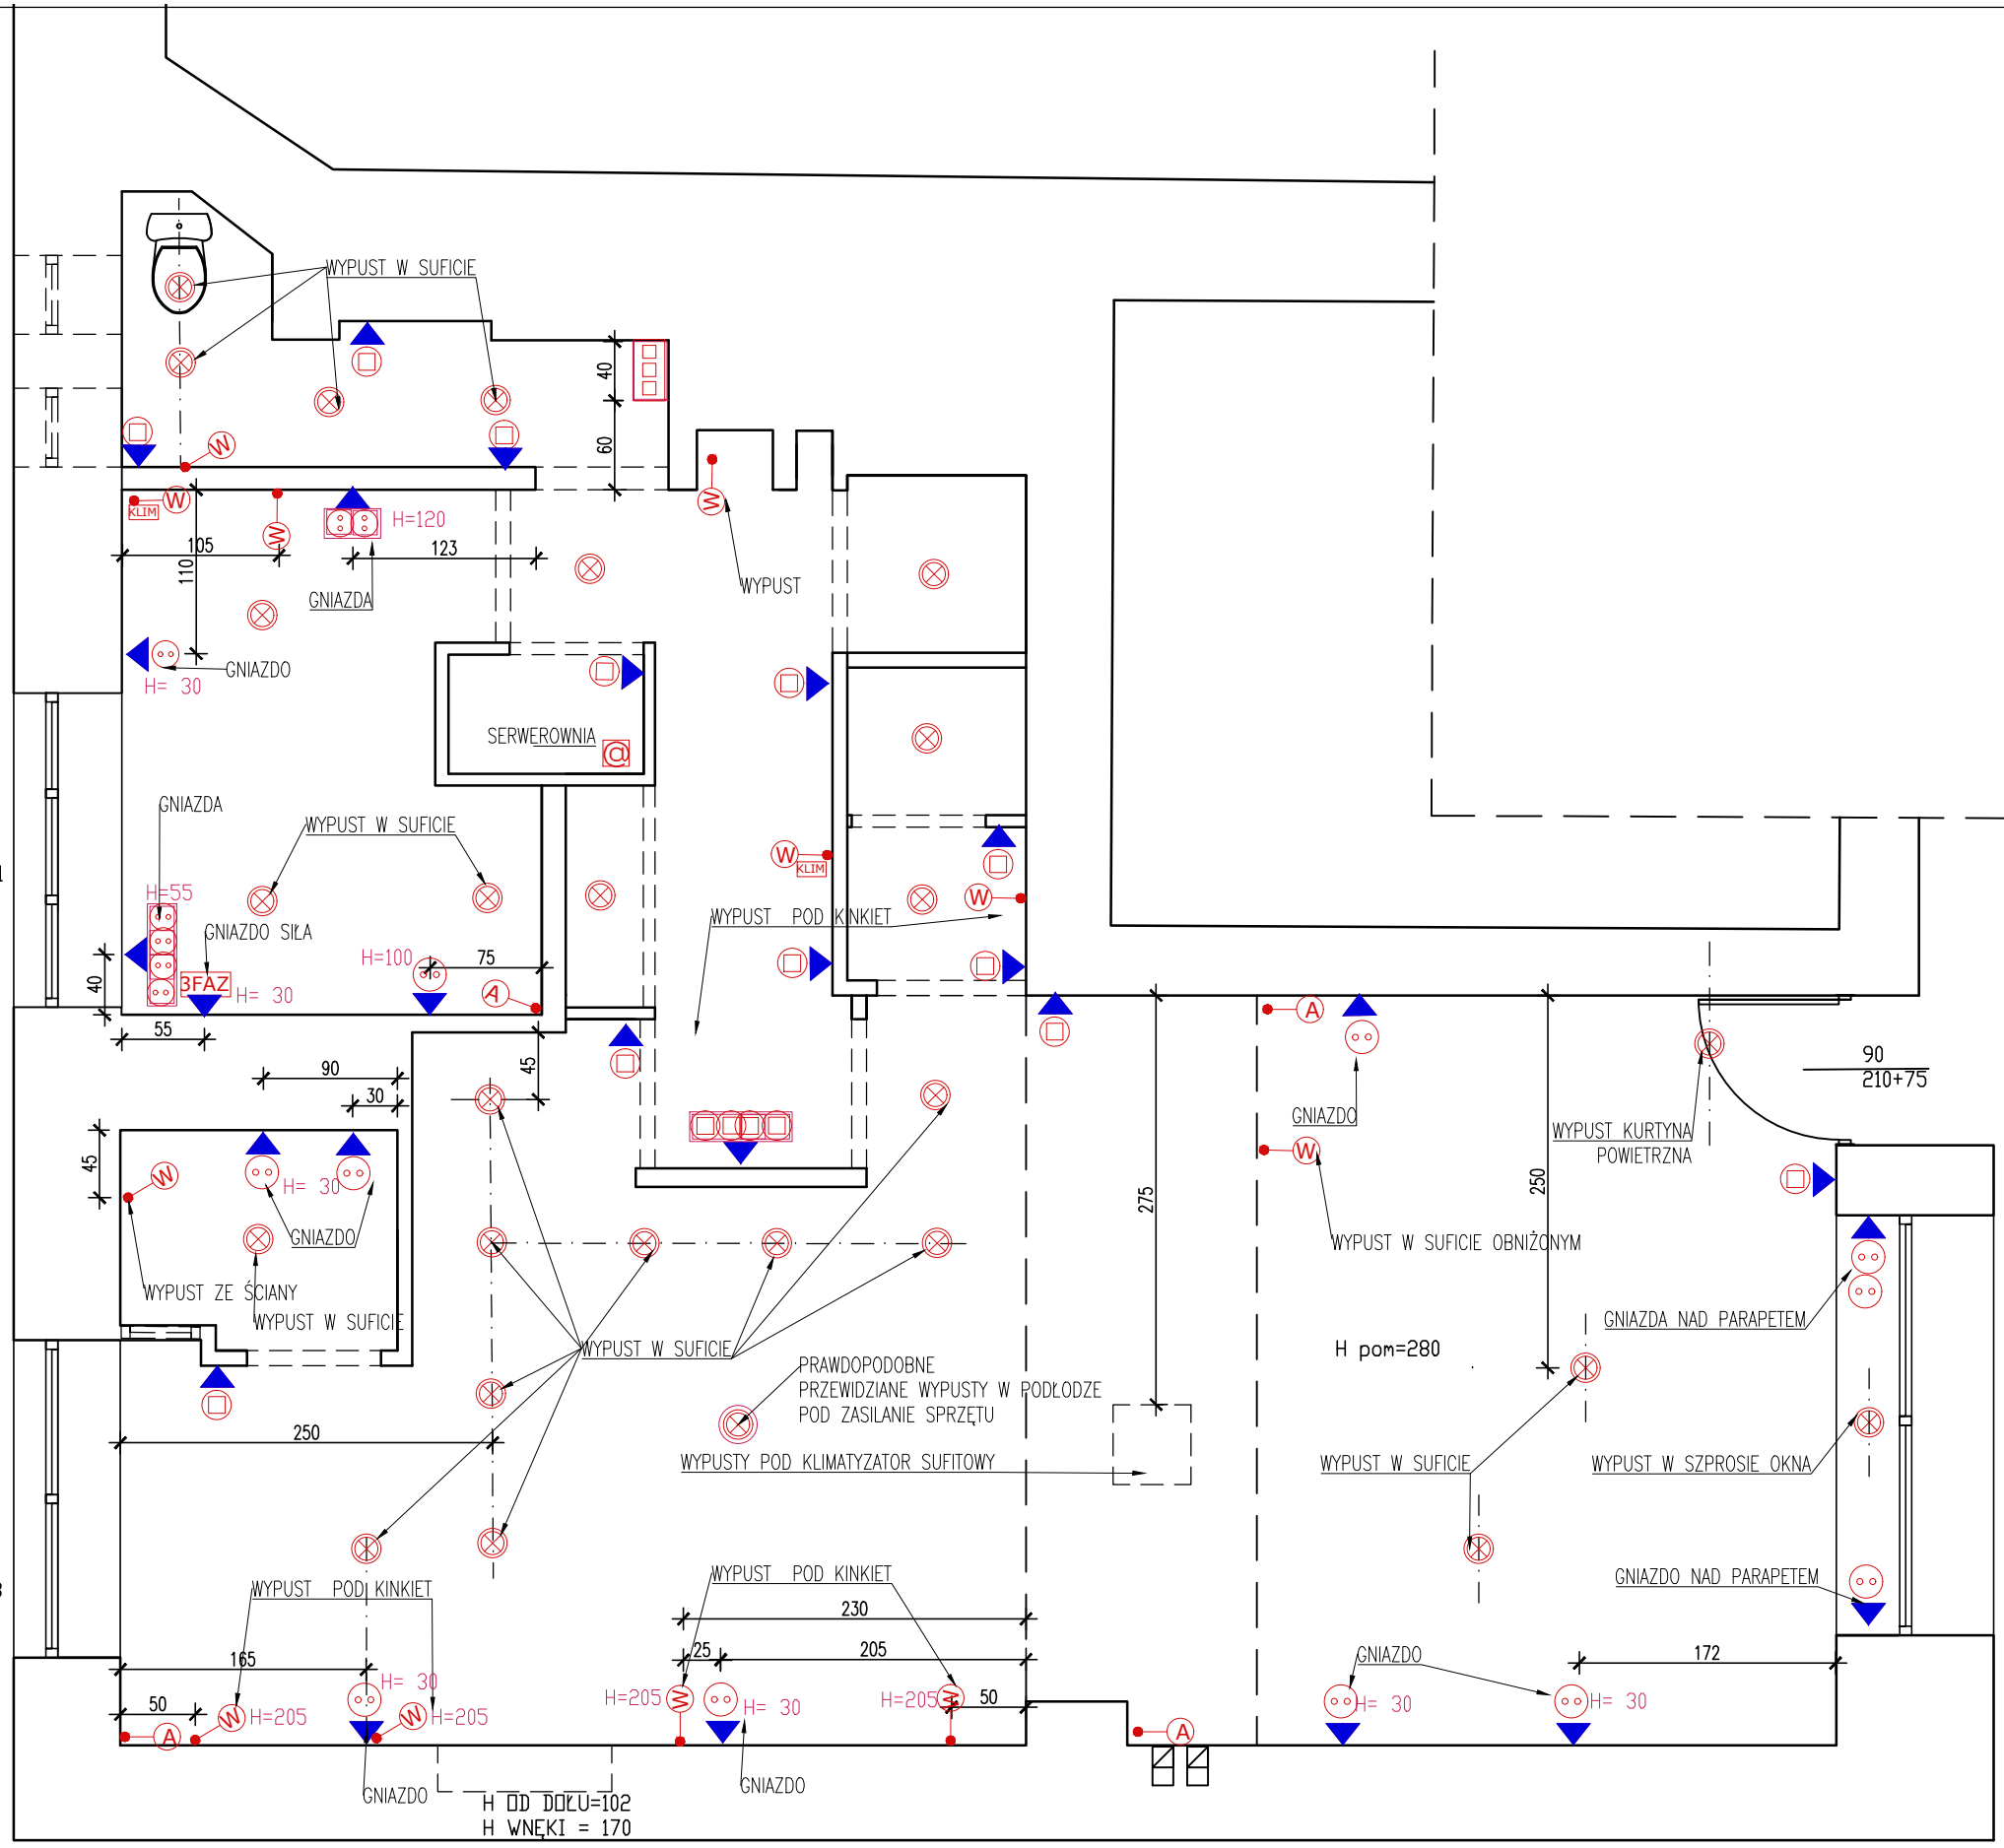 WYPUST W SUFICIE
40
60
W
W
KLIM
W
W
H=120
105
123
110
WYPUST
GNIAZDA
GNIAZDO
H= 30
SERWEROWNIA
@
GNIAZDA
WYPUST W SUFICIE
W
KLIM
H=55
W
WYPUST POD KINKIET
GNIAZDO SIŁA
H=100
75
3FAZ
H= 30
A
40
55
A
90
30
45
90
210+75
GNIAZDO
WYPUST KURTYNA
POWIETRZNA
W
45
W
H= 30
275
250
GNIAZDO
WYPUST W SUFICIE OBNIŻONYM
WYPUST ZE ŚCIANY
WYPUST W SUFICIE
GNIAZDA NAD PARAPETEM
WYPUST W SUFICIE
H pom=280
PRAWDOPODOBNE
PRZEWIDZIANE WYPUSTY W PODŁODZE
POD ZASILANIE SPRZĘTU
250
WYPUSTY POD KLIMATYZATOR SUFITOWY
WYPUST W SUFICIE
WYPUST W SZPROSIE OKNA
WYPUST POD KINKIET
WYPUST POD KINKIET
GNIAZDO NAD PARAPETEM
230
165
25
205
GNIAZDO
172
H= 30
50
W
H=205
W
H=205
H=205
W
H= 30
H=205
W
50
H= 30
H= 30
A
A
GNIAZDO
GNIAZDO
H OD DOŁU=102
H WNĘKI = 170